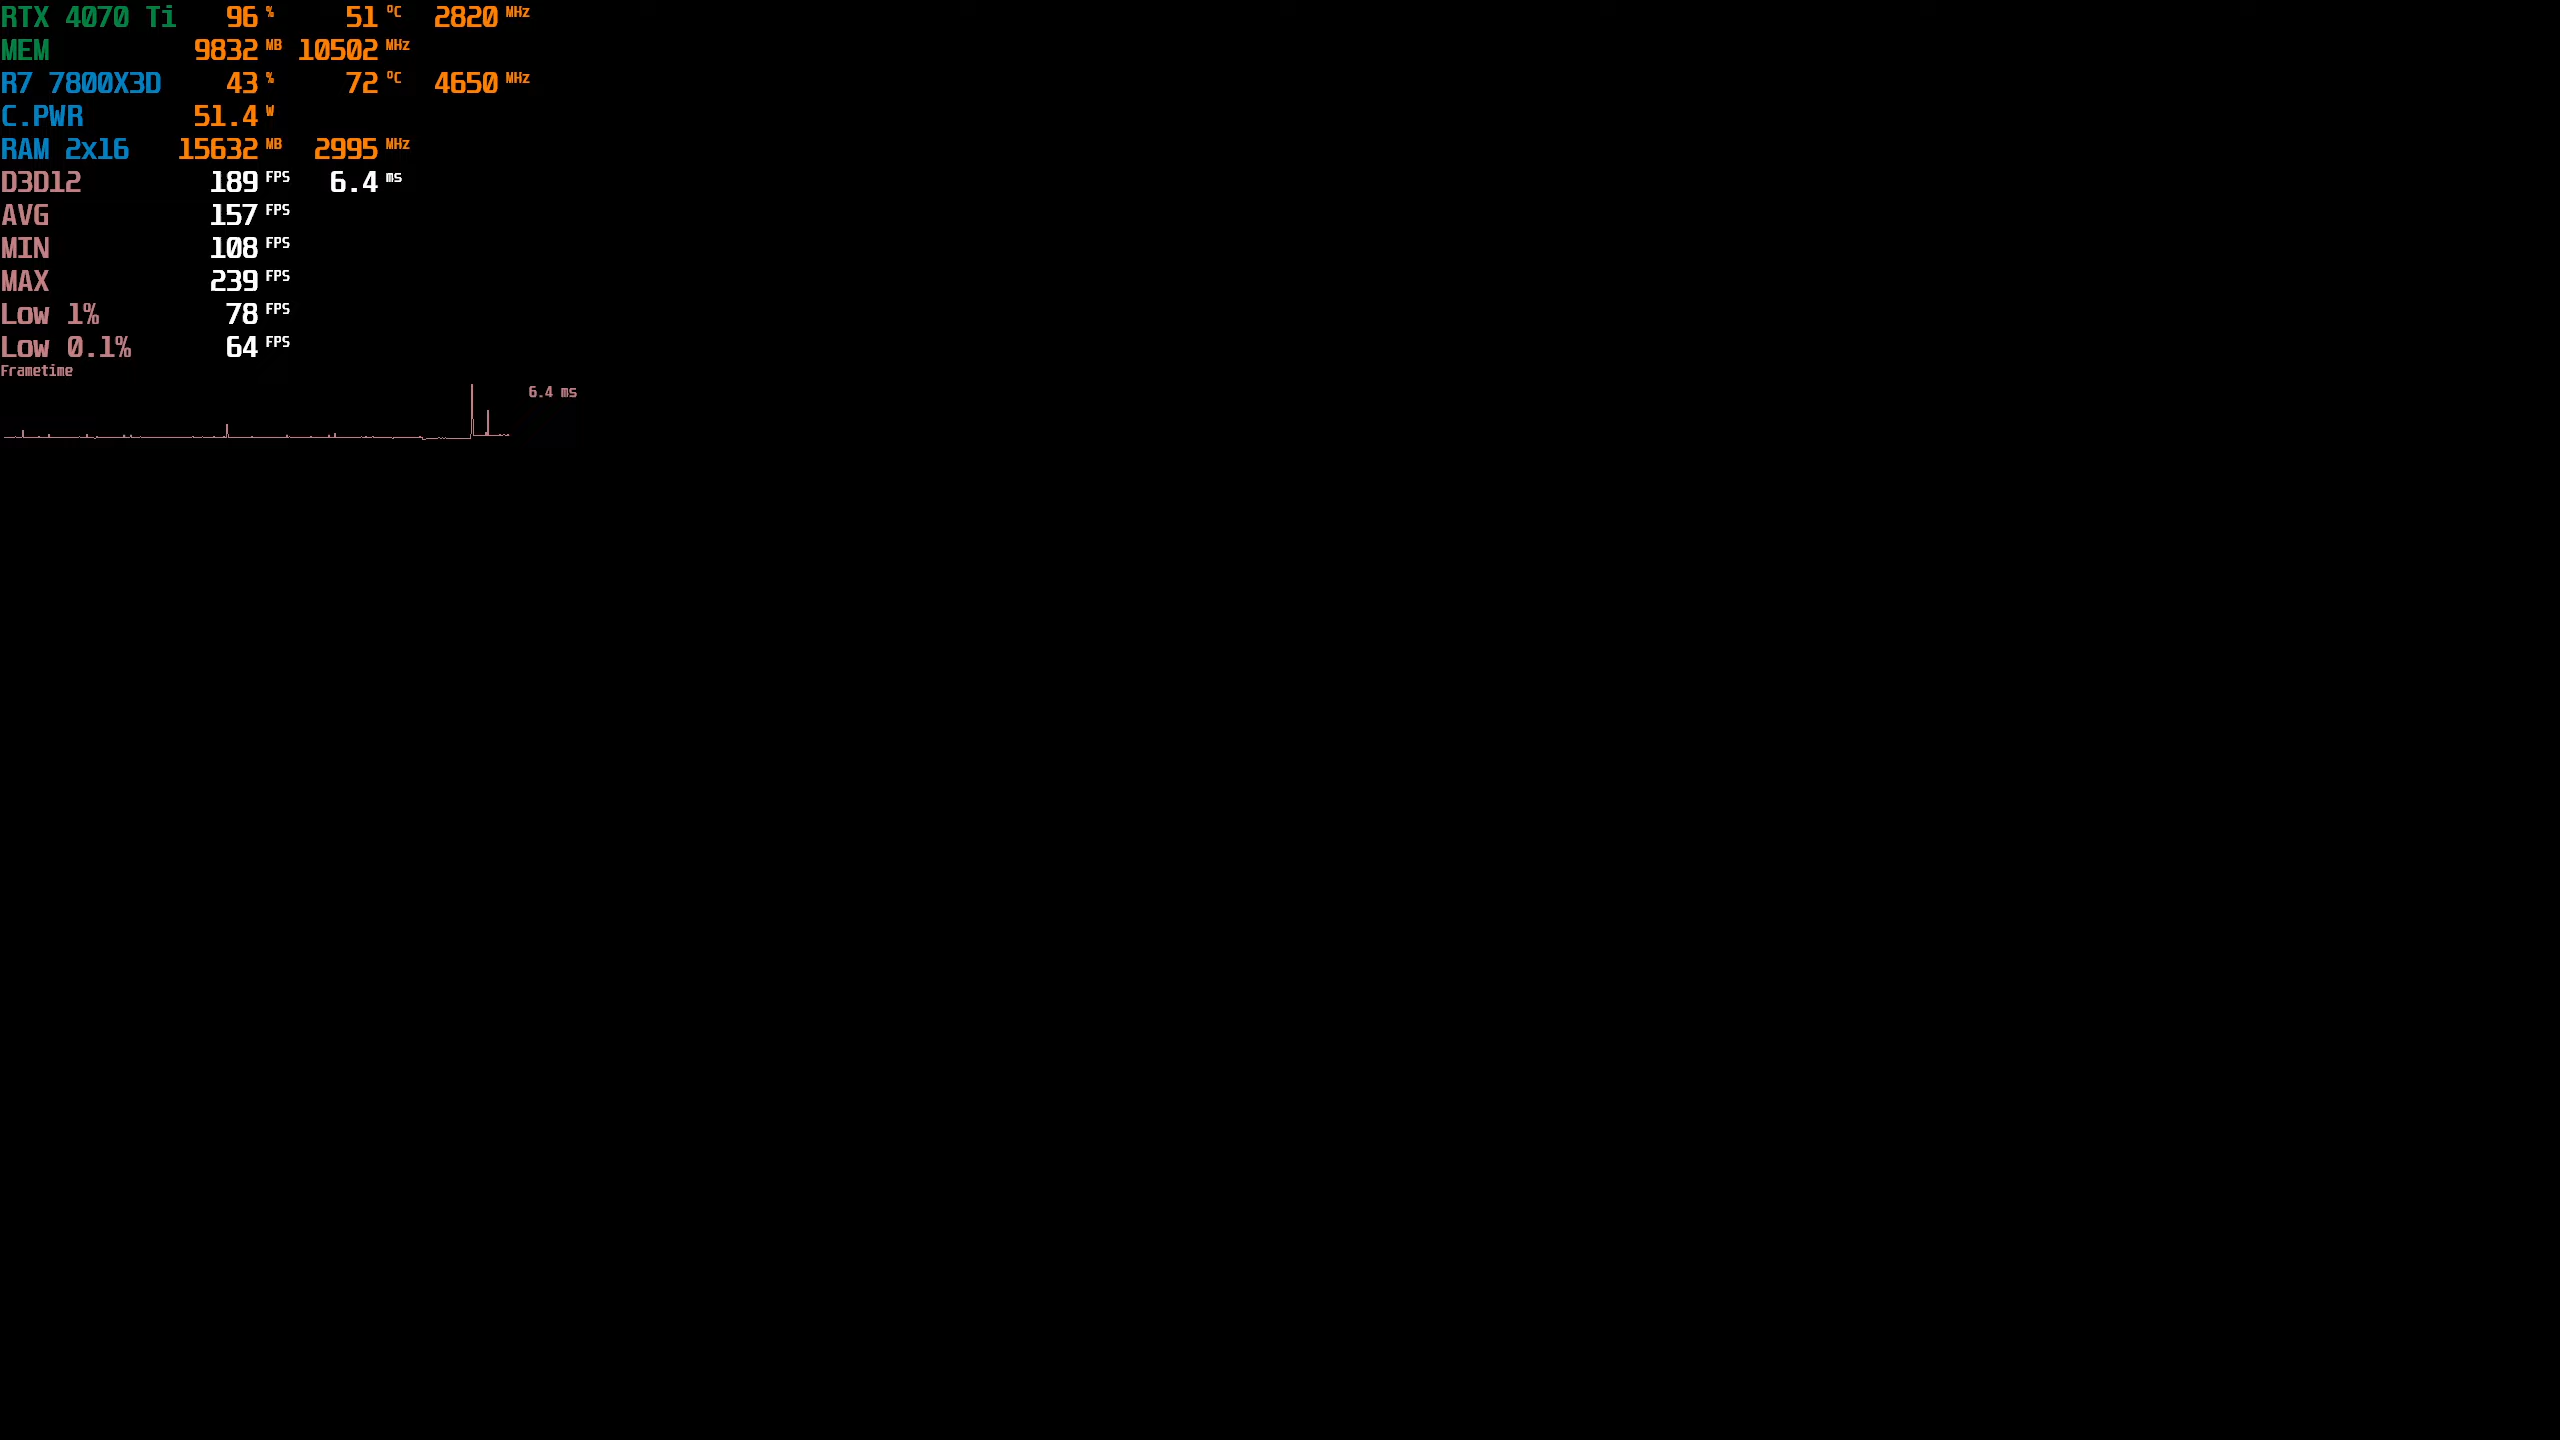 RTX 4070 Ti 96 % 51 °C 2820 MHz
MEM 9832 MB 10502 MHz
R7 7800X3D 43 % 72 °C 4650 MHz
C.PWR 51.4 W
RAM 2x16 15632 MB 2995 MHz
D3D12 189 FPS 6.4 ms
AVG 157 FPS
MIN 108 FPS
MAX 239 FPS
Low 1% 78 FPS
Low 0.1% 64 FPS
Frametime
6.4 ms